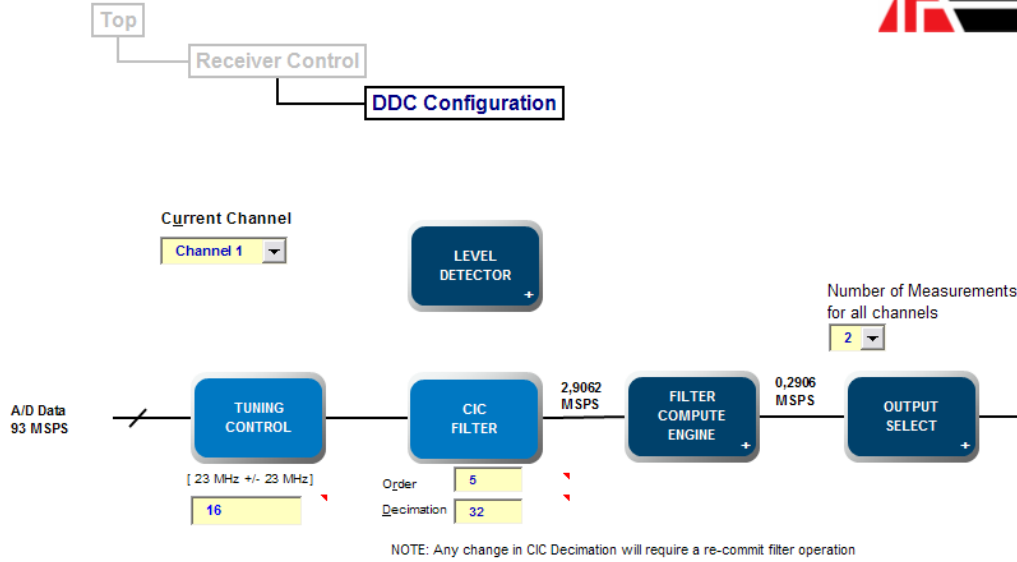 Top
Receiver Control
DDC Configuration
Current Channel
Channel 1
LEVEL
DETECTOR
+
Number of Measurements
for all channels
2
A/D Data
93 MSPS
TUNING
CONTROL
[ 23 MHz +/- 23 MHz]
16
CIC
FILTER
Order
5
Decimation
32
2,9062
MSPS
FILTER
COMPUTE
ENGINE
+
0,2906
MSPS
OUTPUT
SELECT
+
NOTE: Any change in CIC Decimation will require a re-commit filter operation